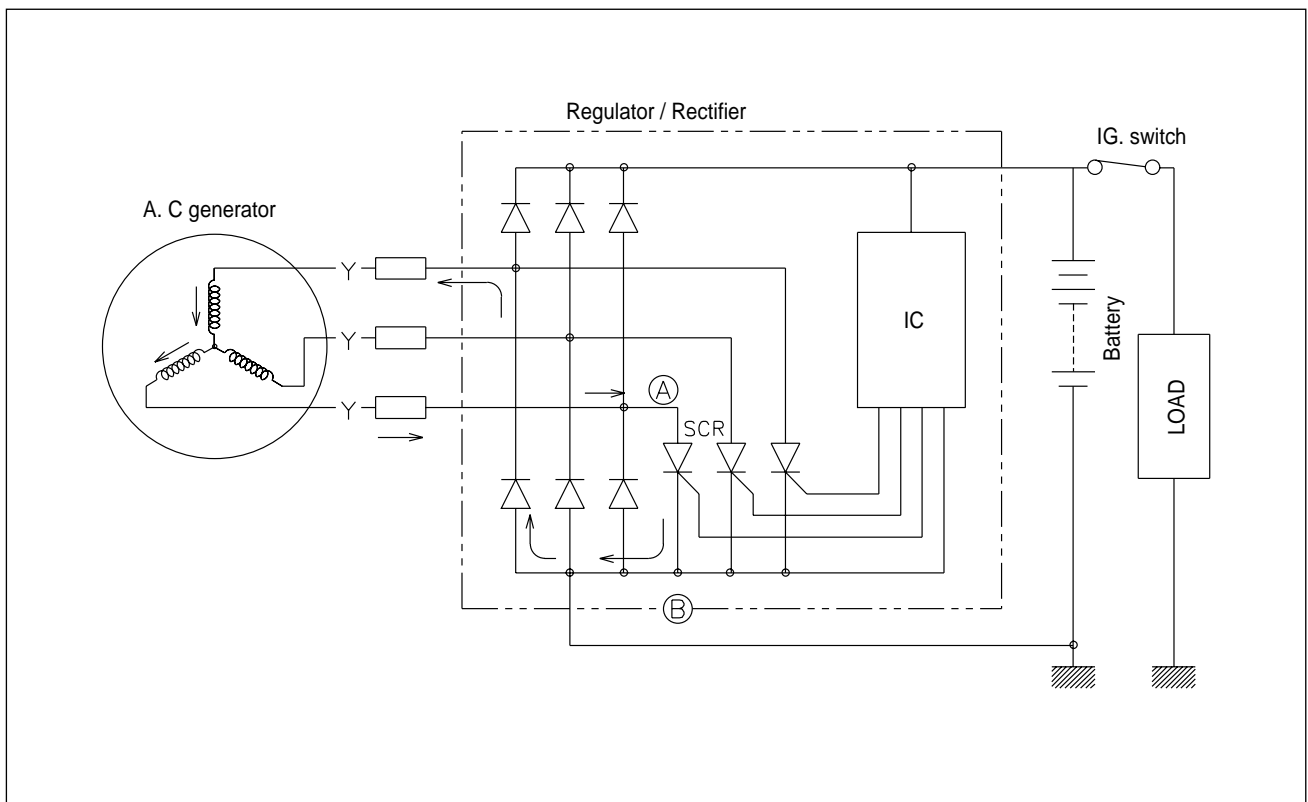 Regulator / Rectifier
IG. switch
A. C generator
Y
Y
IC
Battery
A
Y
SCR
LOAD
B